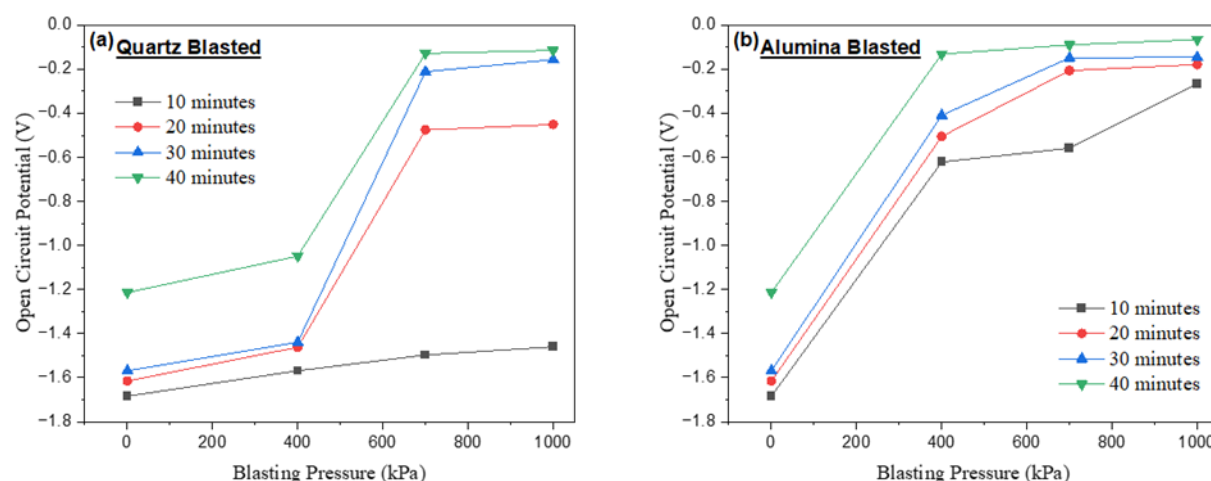 (a) Quartz Blasted
10 minutes
20 minutes
30 minutes
40 minutes
Open Circuit Potential (V)
0.0
−0.2
−0.4
−0.6
−0.8
−1.0
−1.2
−1.4
−1.6
−1.8
0 200 400 600 800 1000
Blasting Pressure (kPa)
(b) Alumina Blasted
10 minutes
20 minutes
30 minutes
40 minutes
Open Circuit Potential (V)
0.0
−0.2
−0.4
−0.6
−0.8
−1.0
−1.2
−1.4
−1.6
−1.8
0 200 400 600 800 1000
Blasting Pressure (kPa)